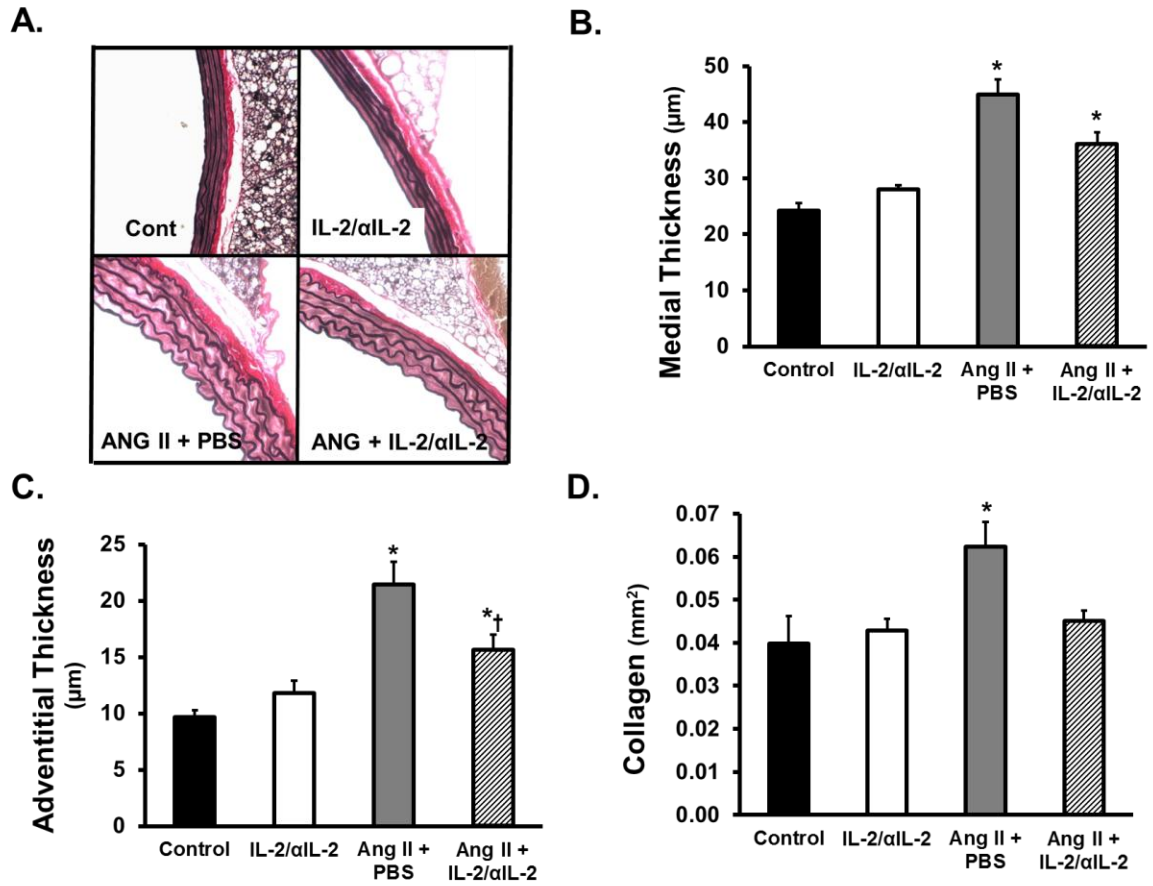 A.
Cont
IL-2/αIL-2
ANG II + PBS
ANG + IL-2/αIL-2
B.
Medial Thickness (μm)
50
40
30
20
10
0
*
*
Control
IL-2/αIL-2
Ang II +
PBS
Ang II +
IL-2/αIL-2
C.
Adventitial Thickness
(μm)
25
20
15
10
5
0
*
*†
Control
IL-2/αIL-2
Ang II +
PBS
Ang II +
IL-2/αIL-2
D.
Collagen (mm²)
0.07
0.06
0.05
0.04
0.03
0.02
0.01
0.00
*
Control
IL-2/αIL-2
Ang II +
PBS
Ang II +
IL-2/αIL-2